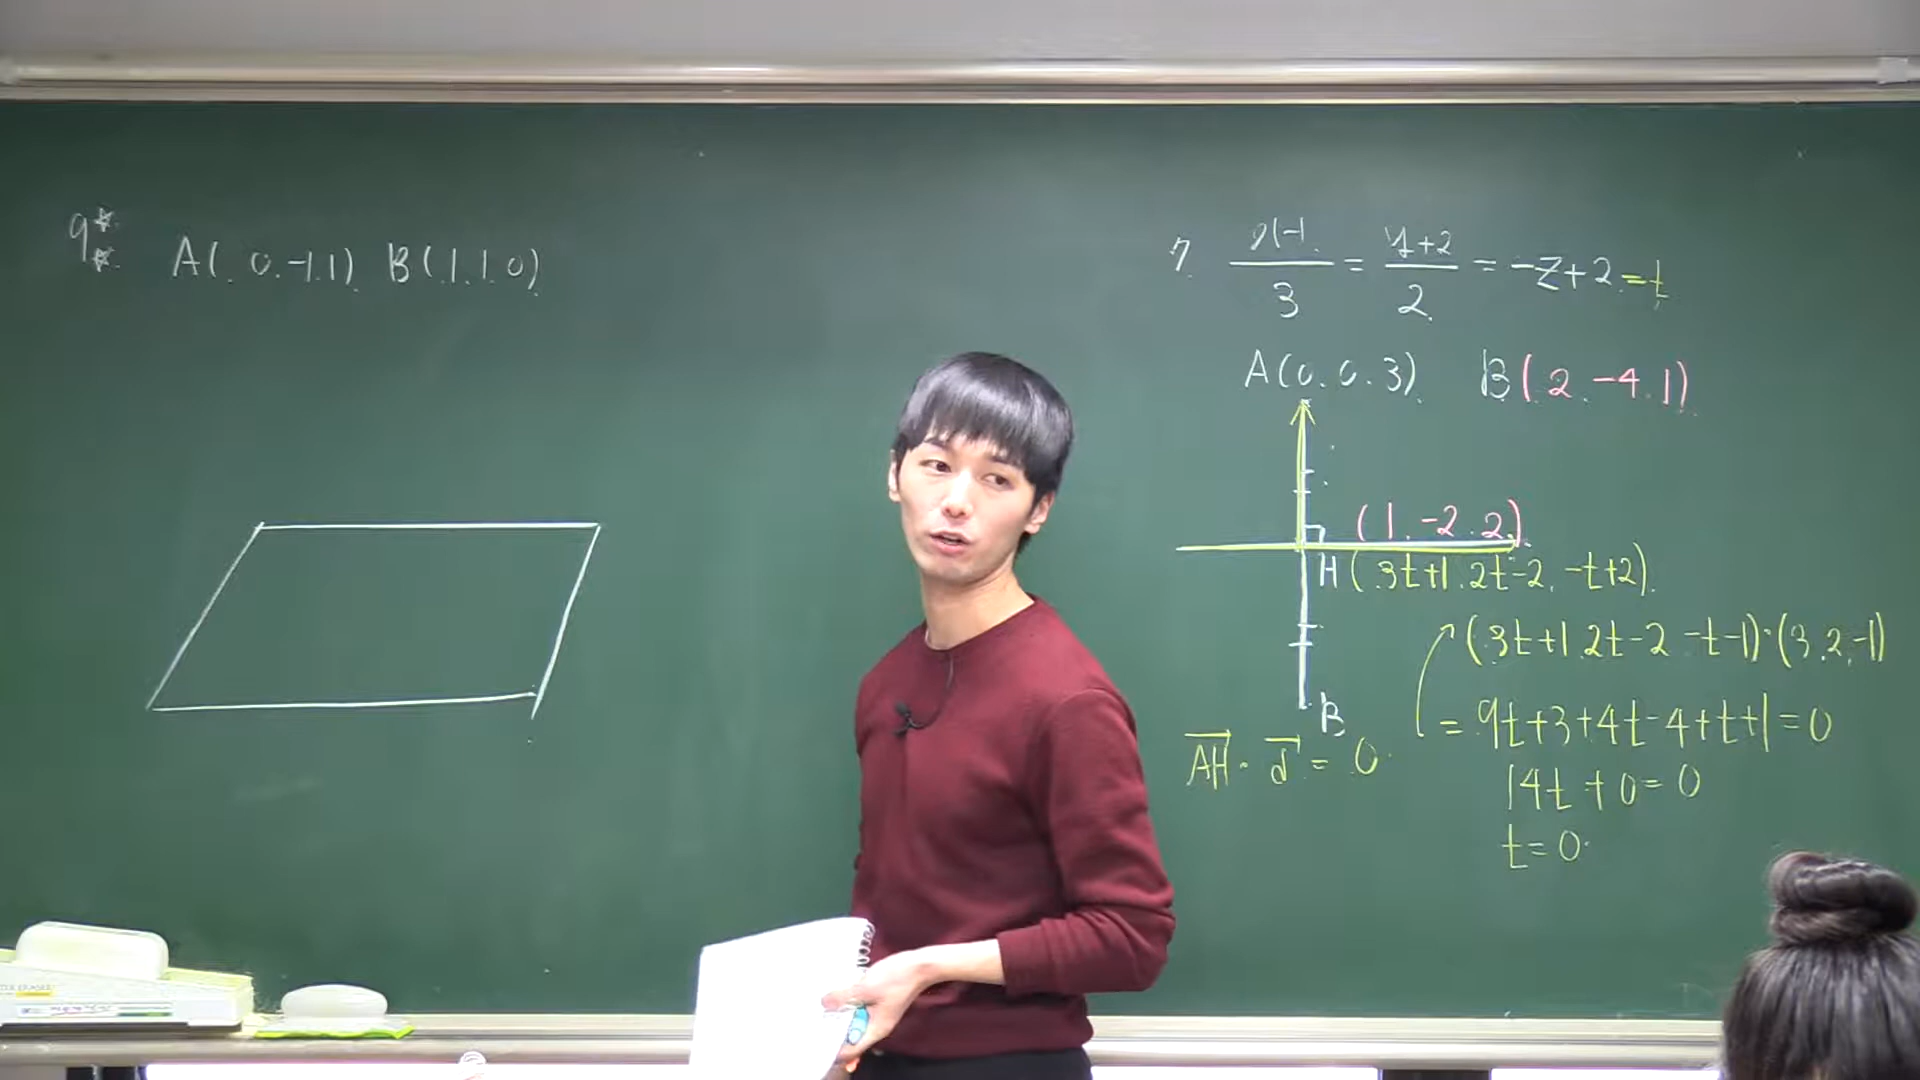 9**
A(0.-1.1) B(1.1.0)
7 x-1/3 = y+2/2 = -z+2 = t
A(0.0.3) B(2.-4.1)
(1.-2.2)
H(3t+1.2t-2.-t+2)
(3t+1.2t-2 -t-1)·(3.2.-1)
= 9t+3+4t-4+t+1=0
B
AH · d = 0
14t+0=0
t=0